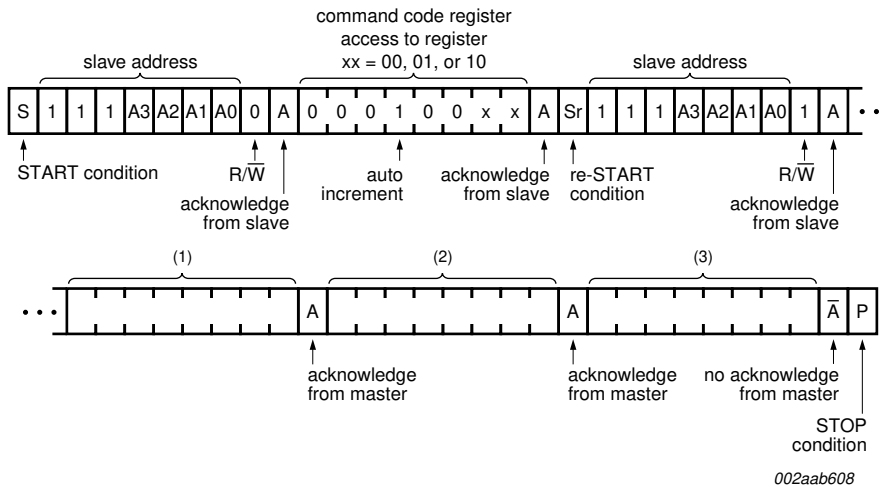 command code register
access to register
xx = 00, 01, or 10
slave address
slave address
S 1 1 1 A3 A2 A1 A0 0 A 0 0 0 1 0 0 x x A Sr 1 1 1 A3 A2 A1 A0 1 A • •
START condition
R/W̅
acknowledge
from slave
auto
increment
acknowledge
from slave
re-START
condition
R/W̅
acknowledge
from slave
(1)
(2)
(3)
• • • A A A̅ P
acknowledge
from master
acknowledge
from master
no acknowledge
from master
STOP
condition
002aab608